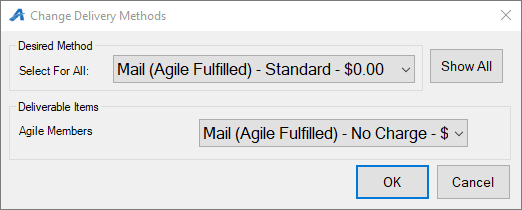 Change Delivery Methods
Desired Method
Select For All: Mail (Agile Fulfilled) - Standard - $0.00 Show All
Deliverable Items
Agile Members Mail (Agile Fulfilled) - No Charge - $
OK Cancel